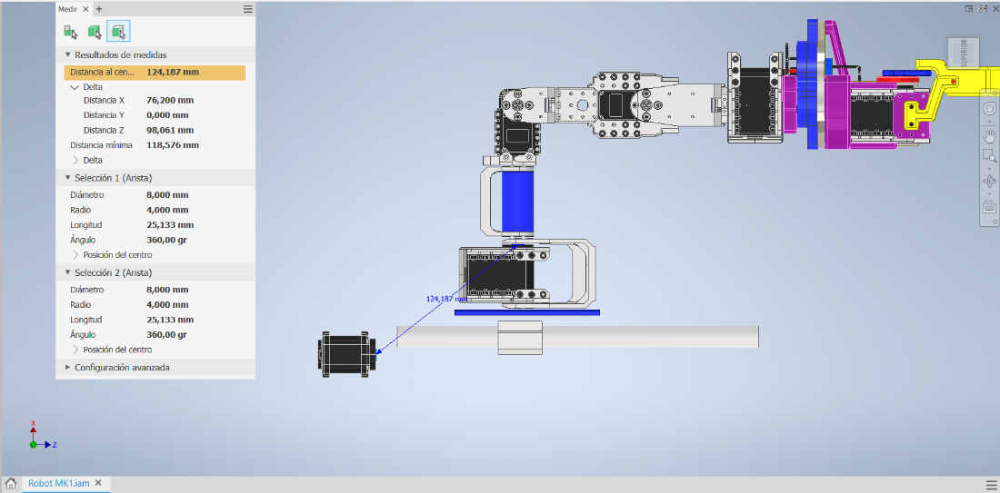 Medir
Resultados de medidas
Distancia al cen... 124,187 mm
Delta
Distancia X 76,200 mm
Distancia Y 0,000 mm
Distancia Z 98,061 mm
Distancia mínima 118,576 mm
Delta
Selección 1 (Arista)
Diámetro 8,000 mm
Radio 4,000 mm
Longitud 25,133 mm
Ángulo 360,00 gr
Posición del centro
Selección 2 (Arista)
Diámetro 8,000 mm
Radio 4,000 mm
Longitud 25,133 mm
Ángulo 360,00 gr
Posición del centro
Configuración avanzada
SUPERIOR
124,187 mm
X
Z
Robot MK1.iam